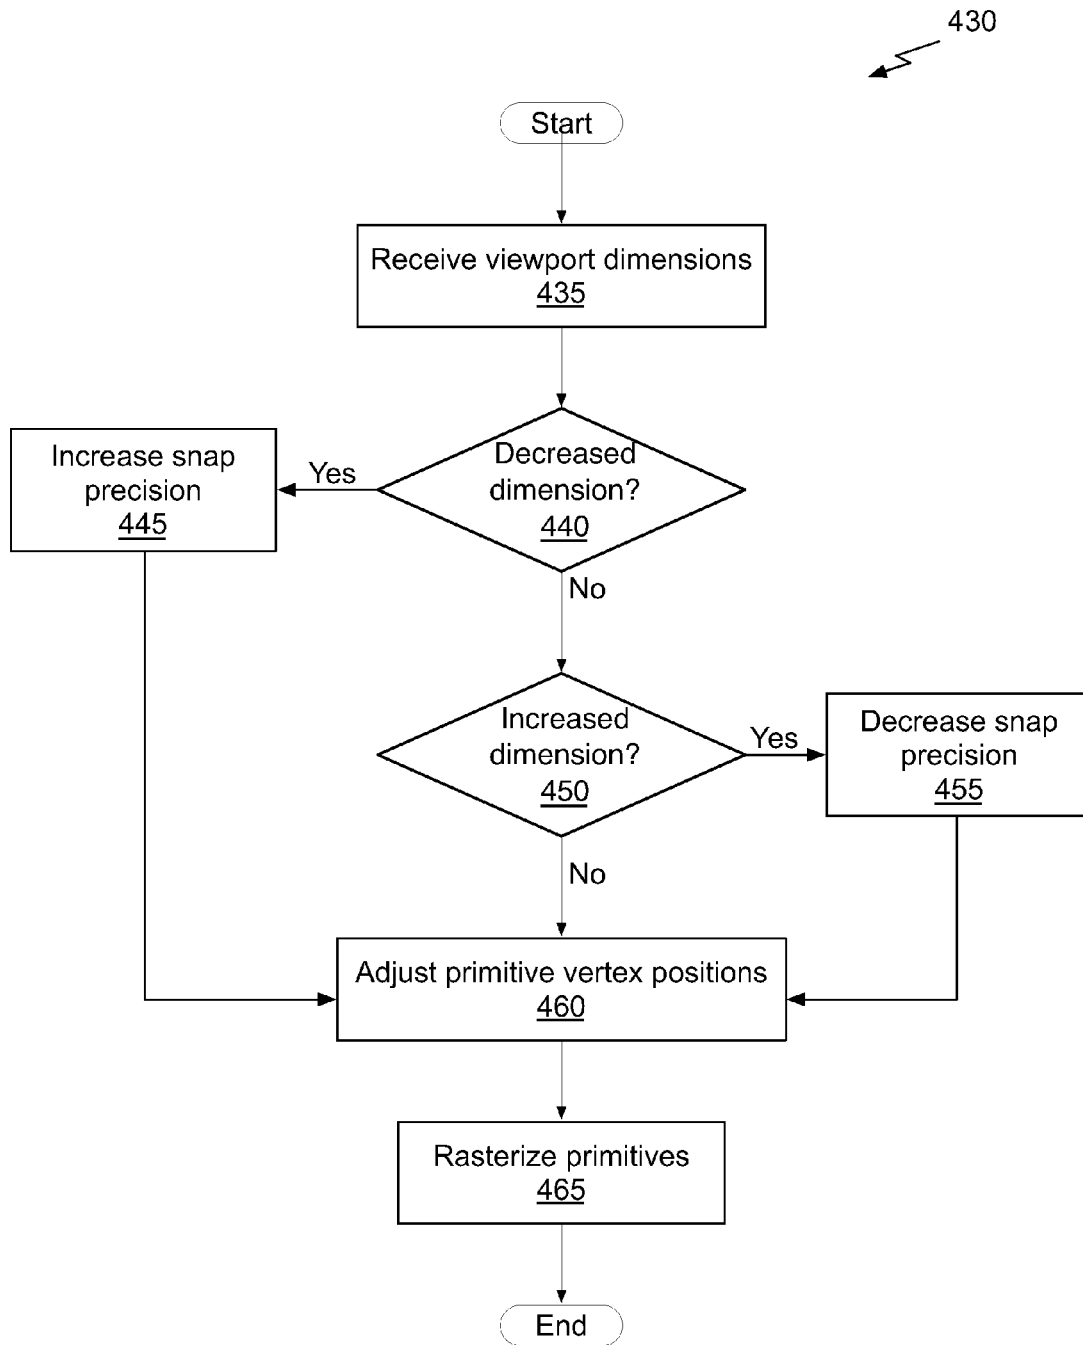 430
Start
Receive viewport dimensions
435
Decreased
dimension?
440
Yes
Increase snap
precision
445
No
Increased
dimension?
450
Yes
Decrease snap
precision
455
No
Adjust primitive vertex positions
460
Rasterize primitives
465
End